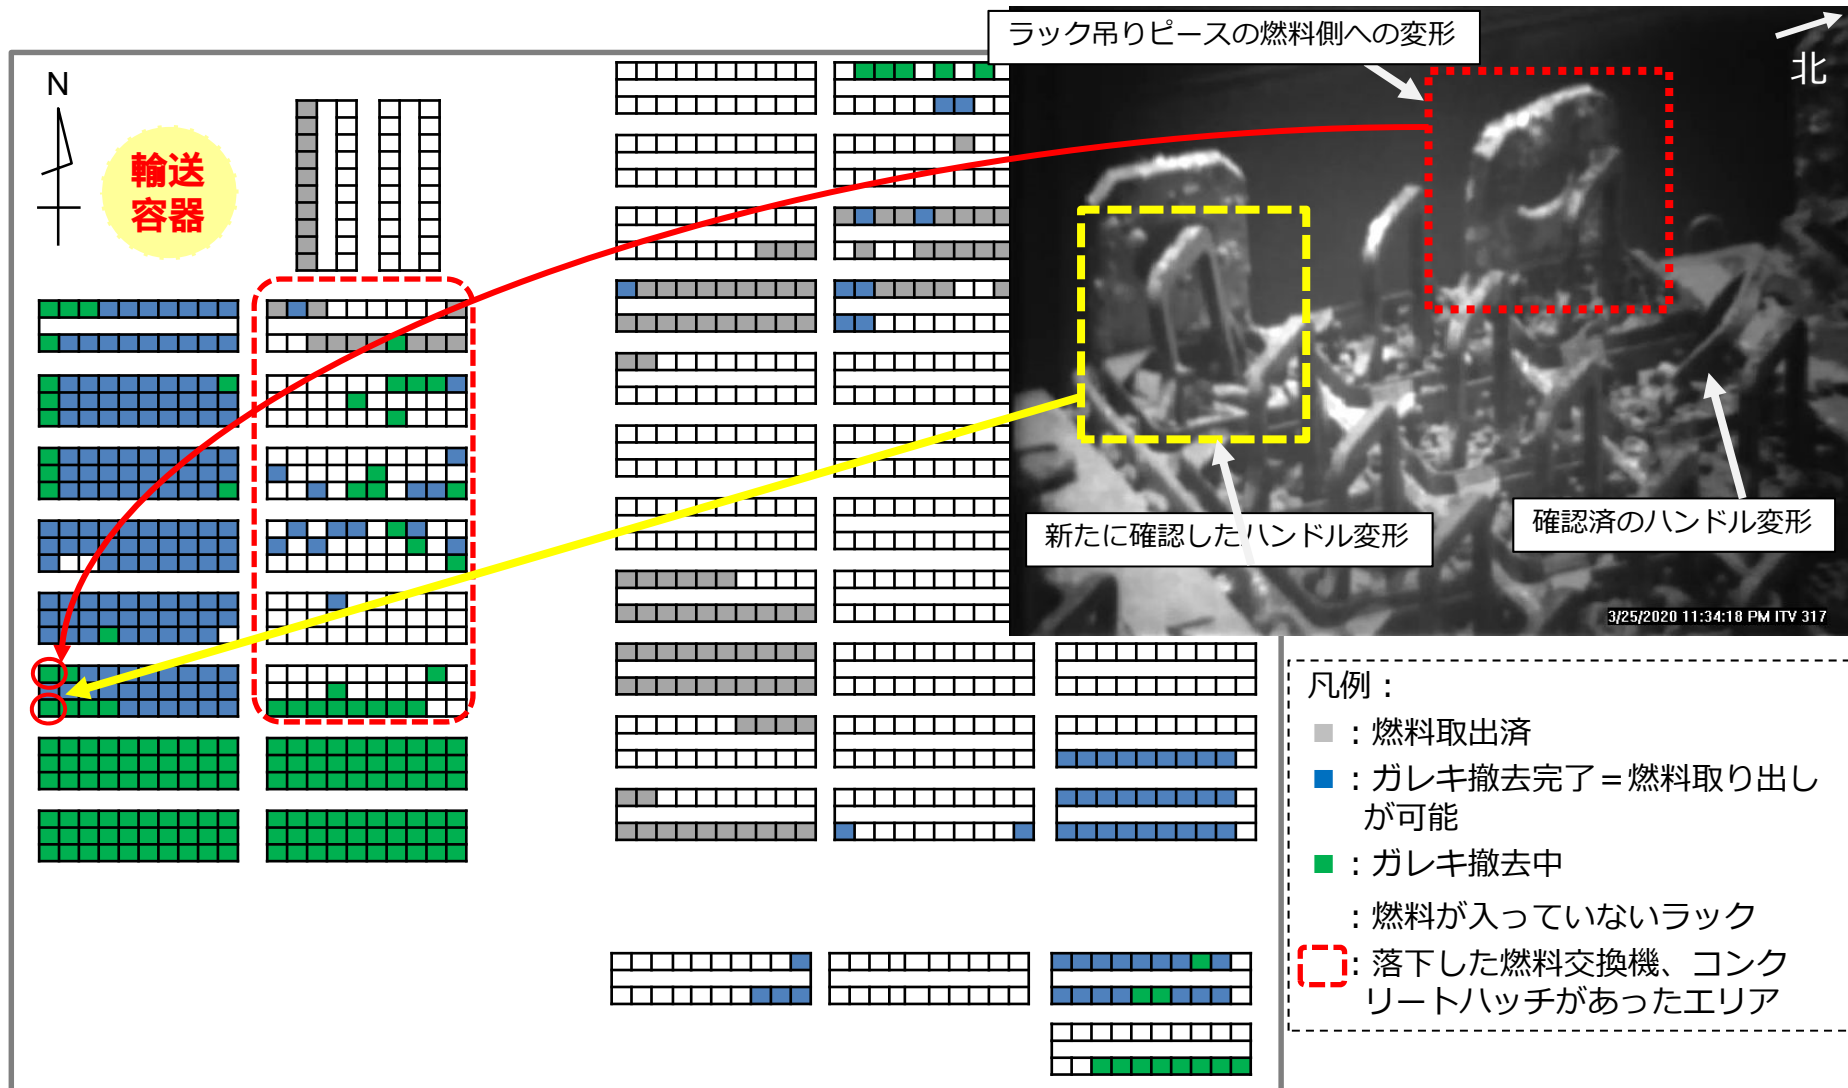 ラック吊りピースの燃料側への変形
北
N
輸送
容器
新たに確認したハンドル変形
確認済のハンドル変形
3/25/2020 11:34:18 PM ITV 317
凡例：
：燃料取出済
：ガレキ撤去完了＝燃料取り出し
が可能
：ガレキ撤去中
：燃料が入っていないラック
：落下した燃料交換機、コンク
リートハッチがあったエリア